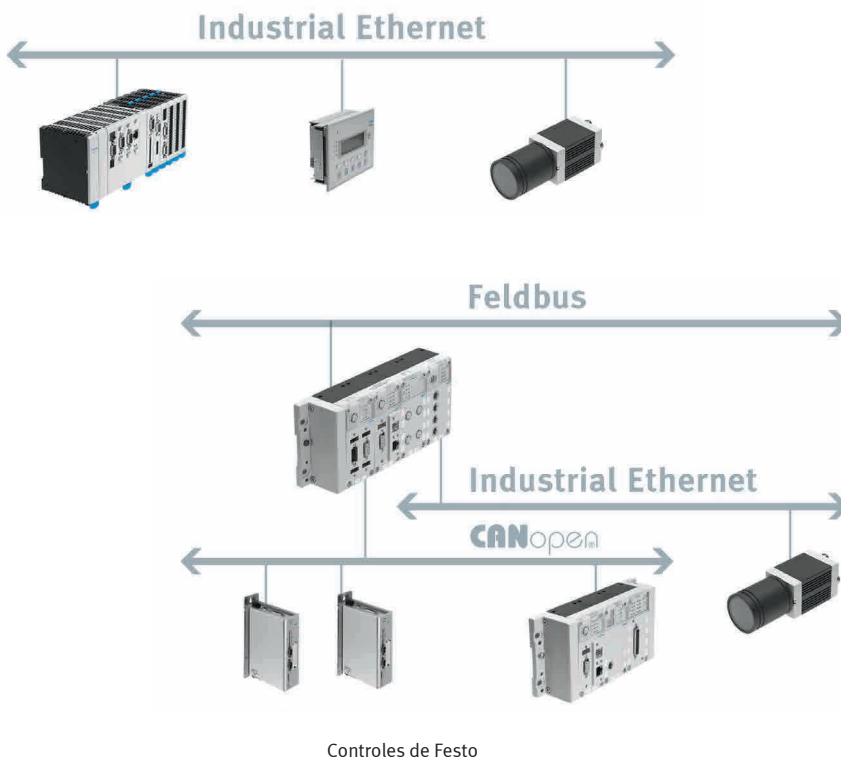 Industrial Ethernet
Feldbus
Industrial Ethernet
CANopen
Controles de Festo